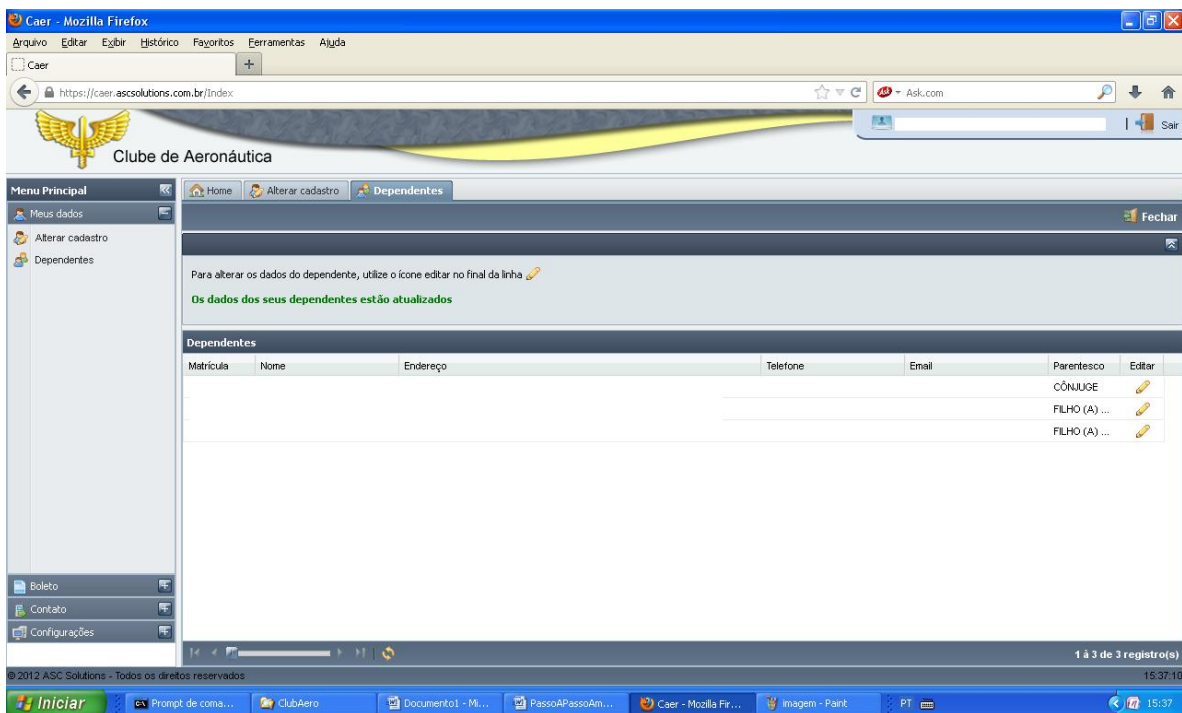 Caer - Mozilla Firefox
Arquivo Editar Exibir Histórico Favoritos Ferramentas Ajuda
Caer +
https://caer.ascsolutions.com.br/Index Ask.com
Clube de Aeronáutica
Sair
Menu Principal
Home Alterar cadastro Dependentes
Meus dados
Fechar
Alterar cadastro
Dependentes
Para alterar os dados do dependente, utilize o ícone editar no final da linha
Os dados dos seus dependentes estão atualizados
Dependentes
Matrícula Nome Endereço Telefone Email Parentesco Editar
CÔNJUGE
FILHO (A) ...
FILHO (A) ...
Boleto
Contato
Configurações
1 à 3 de 3 registro(s)
© 2012 ASC Solutions - Todos os direitos reservados 15:37:10
Iniciar Prompt de coma... ClubAero Documento1 - Mi... PassoAPassoAm... Caer - Mozilla Fir... imagem - Paint PT 15:37